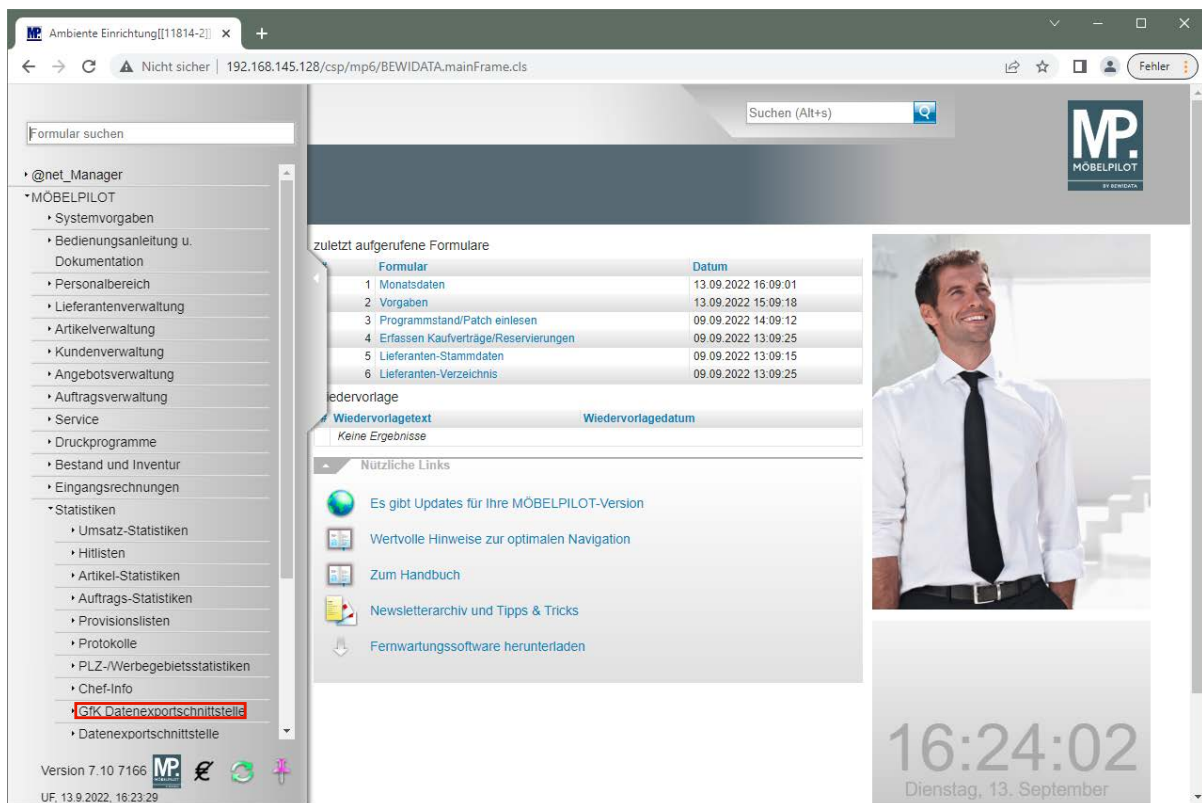 MP. Ambiente Einrichtung[[11814-2]] × +
Nicht sicher | 192.168.145.128/csp/mp6/BEWIDATA.mainFrame.cls
Fehler
Formular suchen
Suchen (Alt+s)
MP.
MÖBELPILOT
BY BEWIDATA
@net_Manager
MÖBELPILOT
Systemvorgaben
Bedienungsanleitung u.
Dokumentation
Personalbereich
Lieferantenverwaltung
Artikelverwaltung
Kundenverwaltung
Angebotsverwaltung
Auftragsverwaltung
Service
Druckprogramme
Bestand und Inventur
Eingangsrechnungen
Statistiken
Umsatz-Statistiken
Hitlisten
Artikel-Statistiken
Auftrags-Statistiken
Provisionslisten
Protokolle
PLZ-/Werbegebietsstatistiken
Chef-Info
GfK Datenexportschnittstelle
Datenexportschnittstelle
Version 7.10 7166 MP. €
UF, 13.9.2022, 16:23:29
zuletzt aufgerufene Formulare
Formular Datum
1 Monatsdaten 13.09.2022 16:09:01
2 Vorgaben 13.09.2022 15:09:18
3 Programmstand/Patch einlesen 09.09.2022 14:09:12
4 Erfassen Kaufverträge/Reservierungen 09.09.2022 13:09:25
5 Lieferanten-Stammdaten 09.09.2022 13:09:15
6 Lieferanten-Verzeichnis 09.09.2022 13:09:25
iedervorlage
# Wiedervorlagetext Wiedervorlagedatum
Keine Ergebnisse
Nützliche Links
Es gibt Updates für Ihre MÖBELPILOT-Version
Wertvolle Hinweise zur optimalen Navigation
Zum Handbuch
Newsletterarchiv und Tipps & Tricks
Fernwartungssoftware herunterladen
16:24:02
Dienstag, 13. September